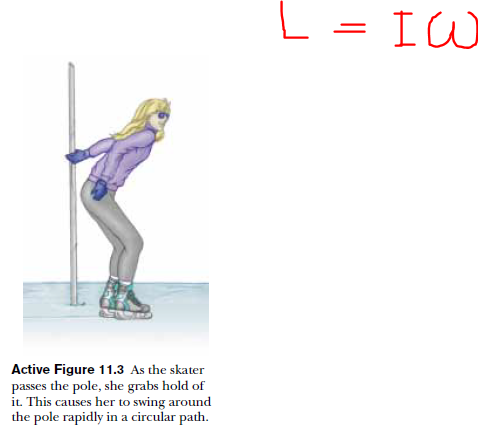 L = Iω
Active Figure 11.3 As the skater
passes the pole, she grabs hold of
it. This causes her to swing around
the pole rapidly in a circular path.